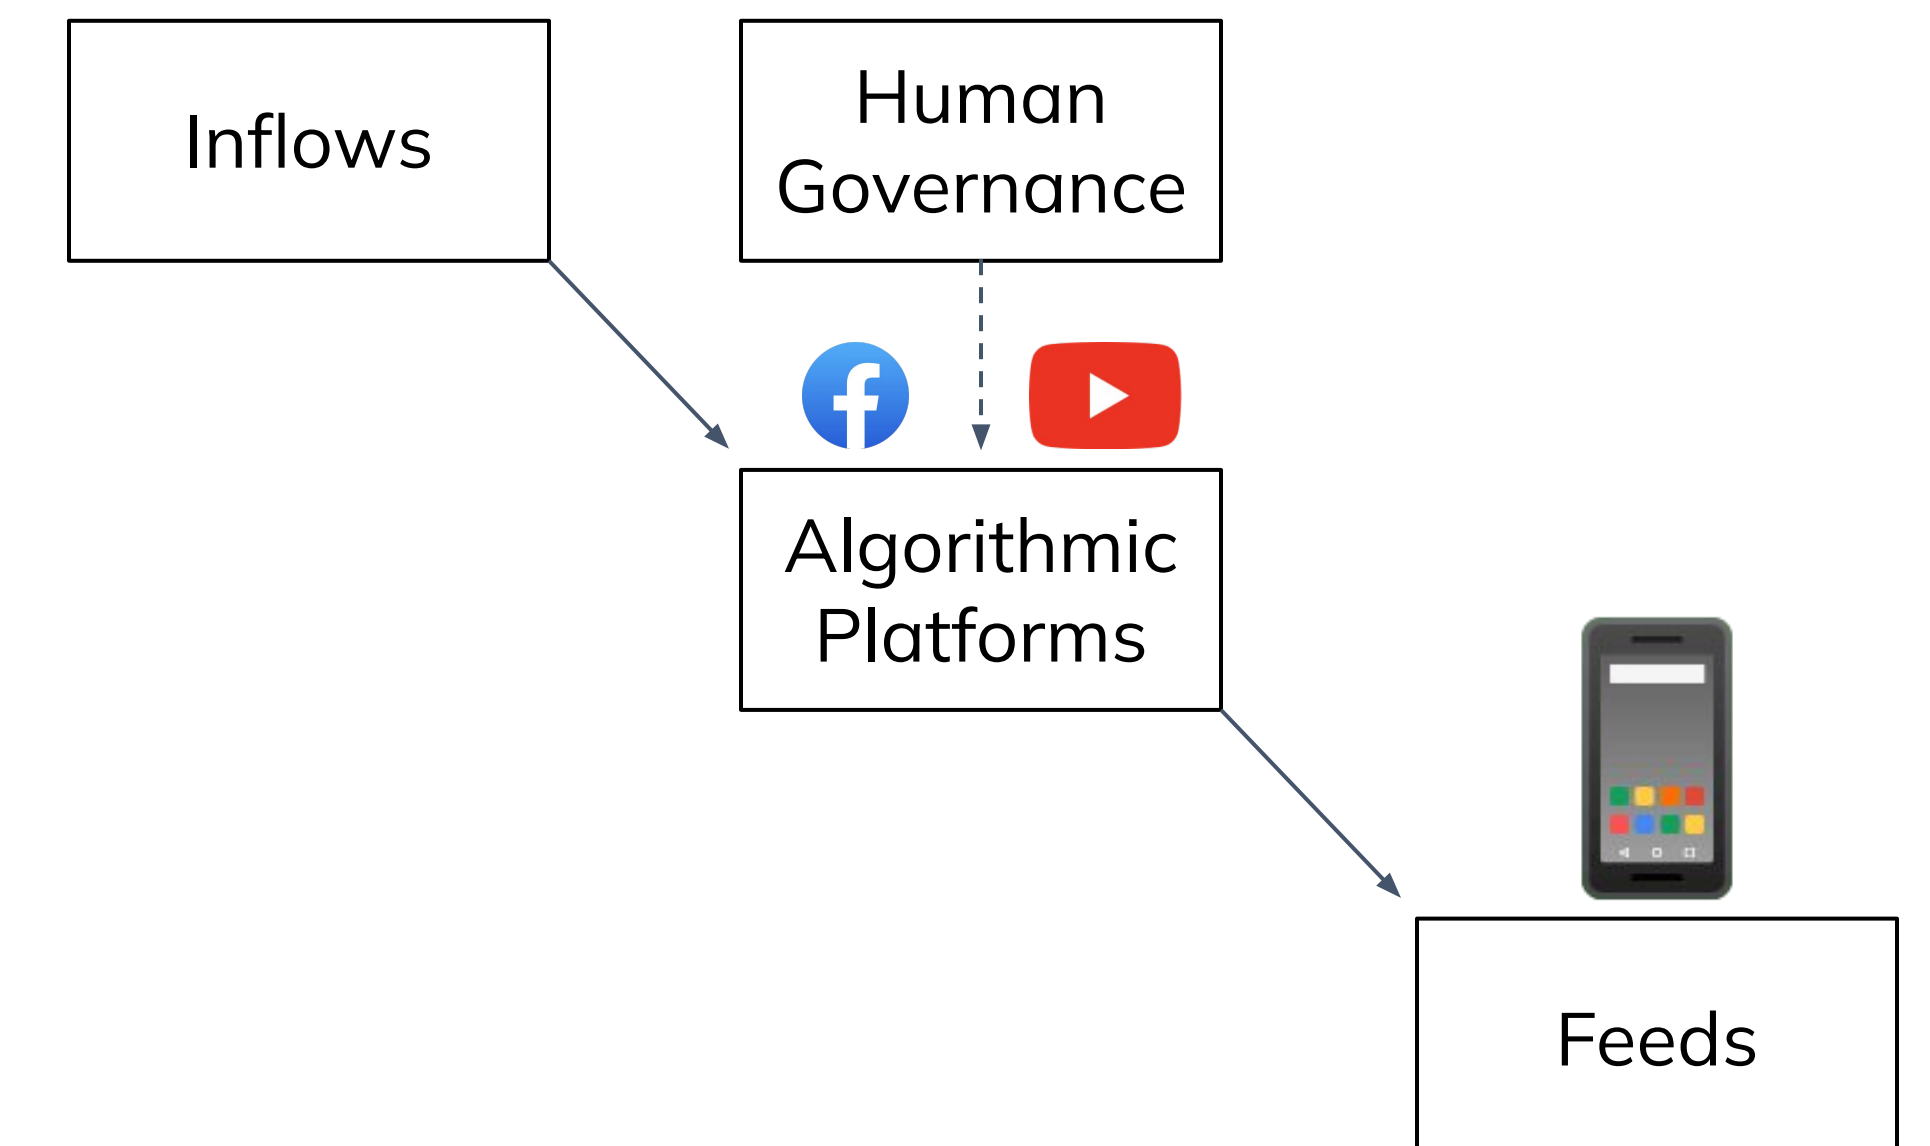 Inflows
Human
Governance
Algorithmic
Platforms
Feeds